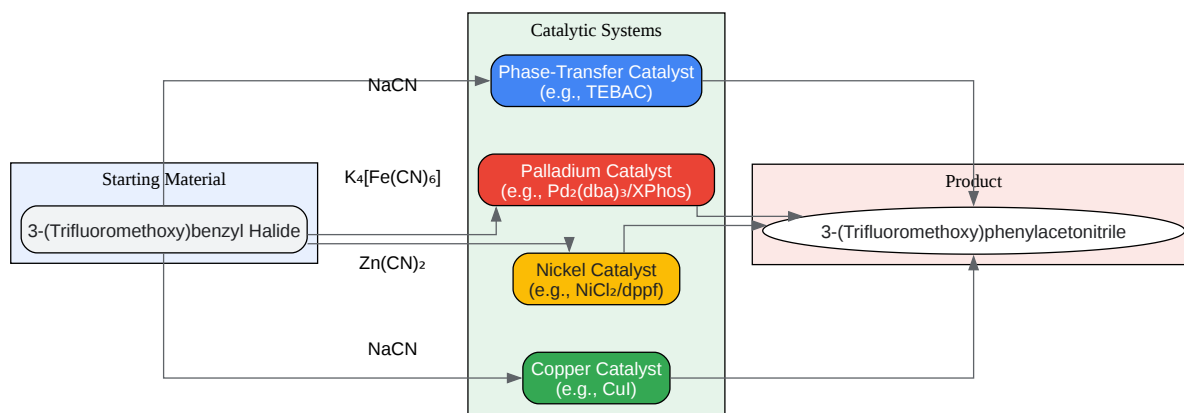 Catalytic Systems
Phase-Transfer Catalyst
(e.g., TEBAC)
NaCN
Palladium Catalyst
(e.g., Pd₂(dba)₃/XPhos)
K₄[Fe(CN)₆]
Starting Material
3-(Trifluoromethoxy)benzyl Halide
Product
3-(Trifluoromethoxy)phenylacetonitrile
Zn(CN)₂
Nickel Catalyst
(e.g., NiCl₂/dppf)
NaCN
Copper Catalyst
(e.g., CuI)